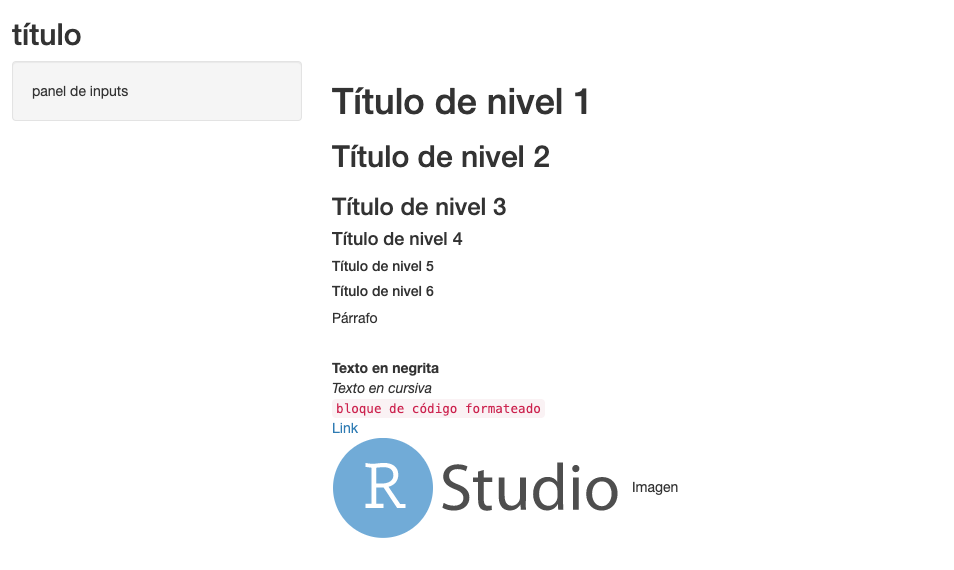 título
panel de inputs
Título de nivel 1
Título de nivel 2
Título de nivel 3
Título de nivel 4
Título de nivel 5
Título de nivel 6
Párrafo
Texto en negrita
Texto en cursiva
bloque de código formateado
Link
R Studio Imagen